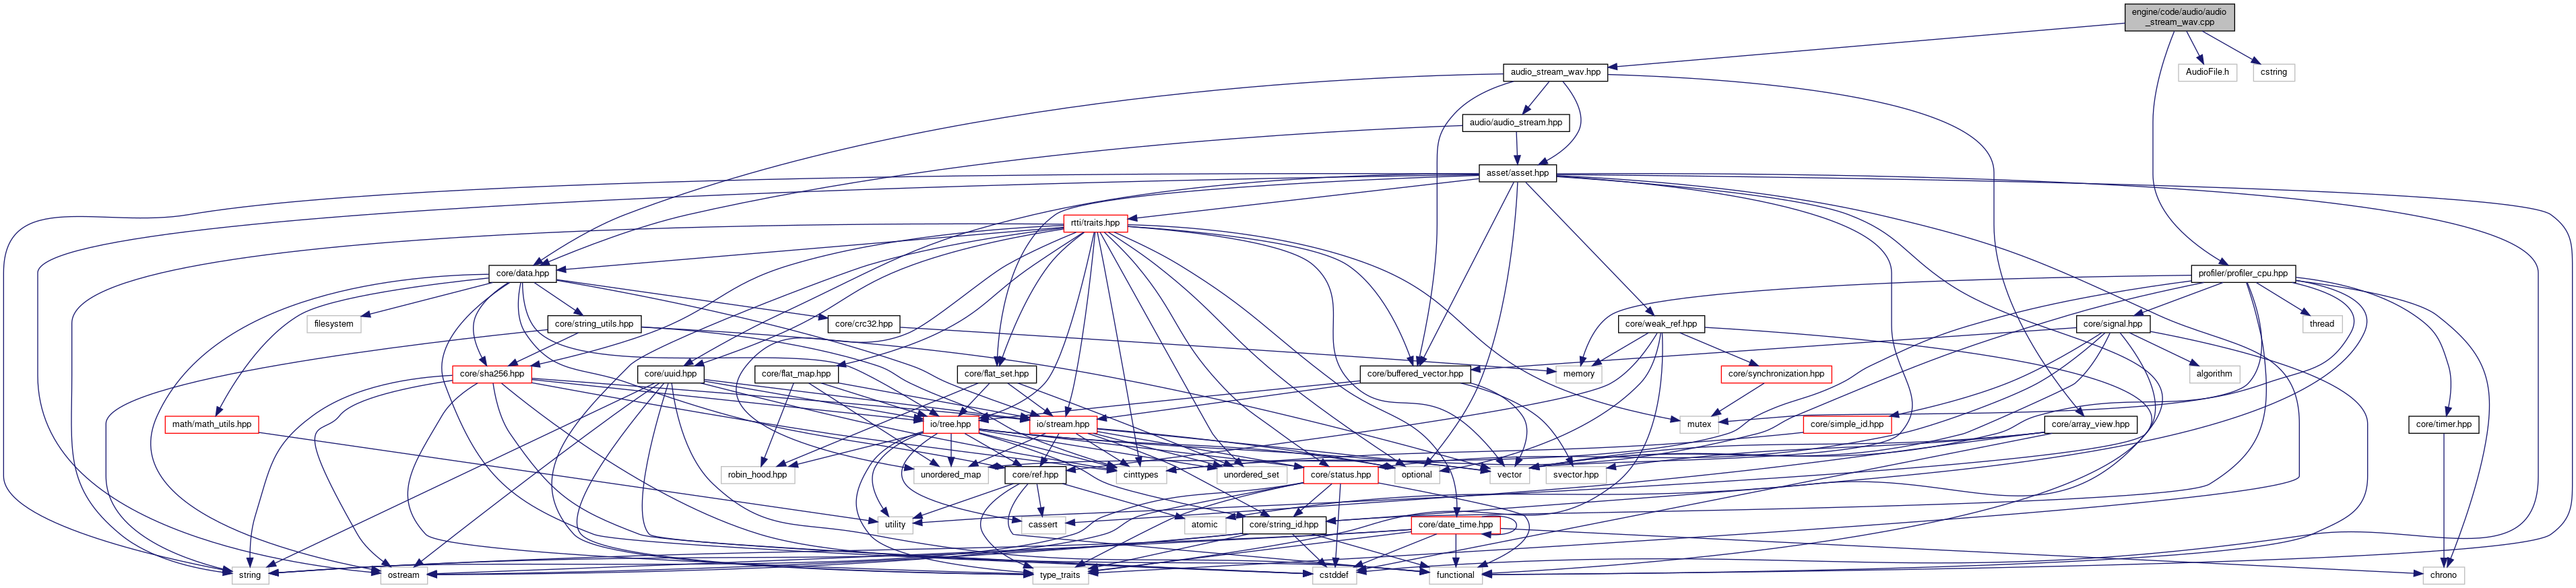 engine/code/audio/audio
_stream_wav.cpp
audio_stream_wav.hpp
AudioFile.h
cstring
audio/audio_stream.hpp
asset/asset.hpp
rtti/traits.hpp
core/data.hpp
profiler/profiler_cpu.hpp
filesystem
core/string_utils.hpp
core/crc32.hpp
core/weak_ref.hpp
core/signal.hpp
thread
core/sha256.hpp
core/uuid.hpp
core/flat_map.hpp
core/flat_set.hpp
core/buffered_vector.hpp
memory
core/synchronization.hpp
algorithm
math/math_utils.hpp
io/tree.hpp
io/stream.hpp
mutex
core/simple_id.hpp
core/array_view.hpp
core/timer.hpp
robin_hood.hpp
unordered_map
core/ref.hpp
cinttypes
unordered_set
core/status.hpp
optional
vector
svector.hpp
utility
cassert
atomic
core/string_id.hpp
core/date_time.hpp
string
ostream
type_traits
cstddef
functional
chrono